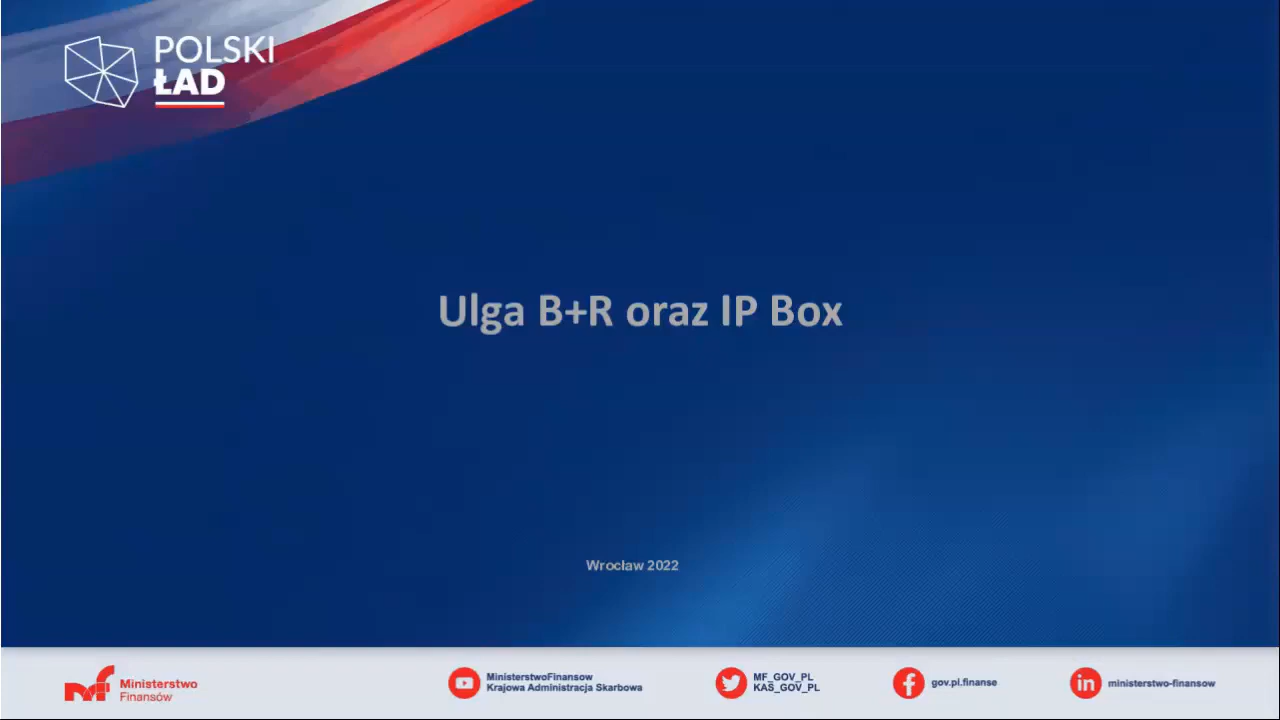 POLSKI
ŁAD
Ulga B+R oraz IP Box
Wrocław 2022
Ministerstwo
Finansów
MinisterstwoFinansow
Krajowa Administracja Skarbowa
MF_GOV_PL
KAS_GOV_PL
gov.pl.finanse
ministerstwo-finansow